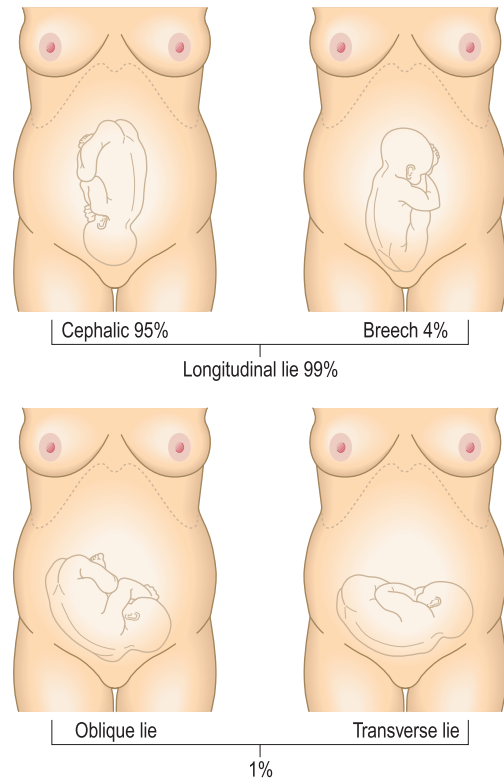 Cephalic 95%
Breech 4%
Longitudinal lie 99%
Oblique lie
Transverse lie
1%